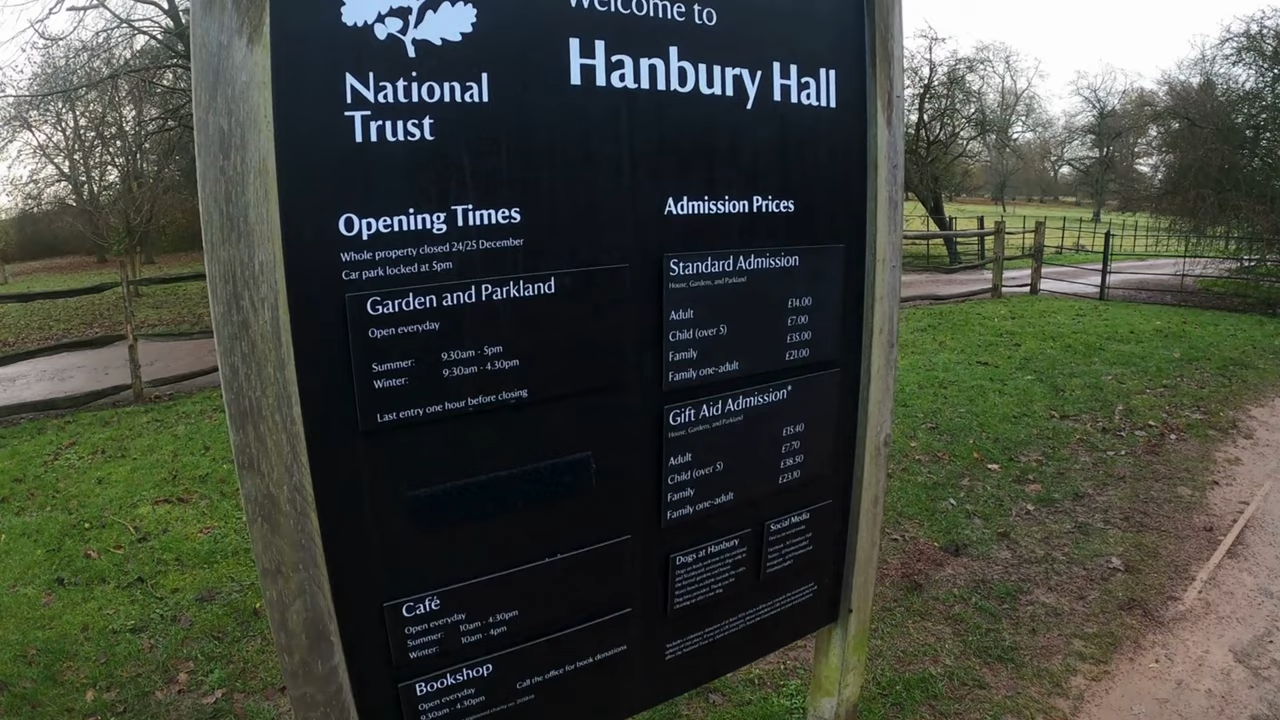 National
Trust
Welcome to
Hanbury Hall
Opening Times
Whole property closed 24/25 December
Car park locked at 5pm
Garden and Parkland
Open everyday
Summer: 9.30am - 5pm
Winter: 9:30am - 4.30pm
Last entry one hour before closing
Café
Open everyday
Summer: 10am - 4:30pm
Winter: 10am - 4pm
Bookshop
Open everyday
9.30am - 4.30pm
Call the office for book donations
Admission Prices
Standard Admission
House, Gardens, and Parkland
Adult £14.00
Child (over 5) £7.00
Family £35.00
Family one-adult £21.00
Gift Aid Admission*
House, Gardens, and Parkland
Adult £15.40
Child (over 5) £7.70
Family £38.50
Family one-adult £23.10
Dogs at Hanbury
Social Media